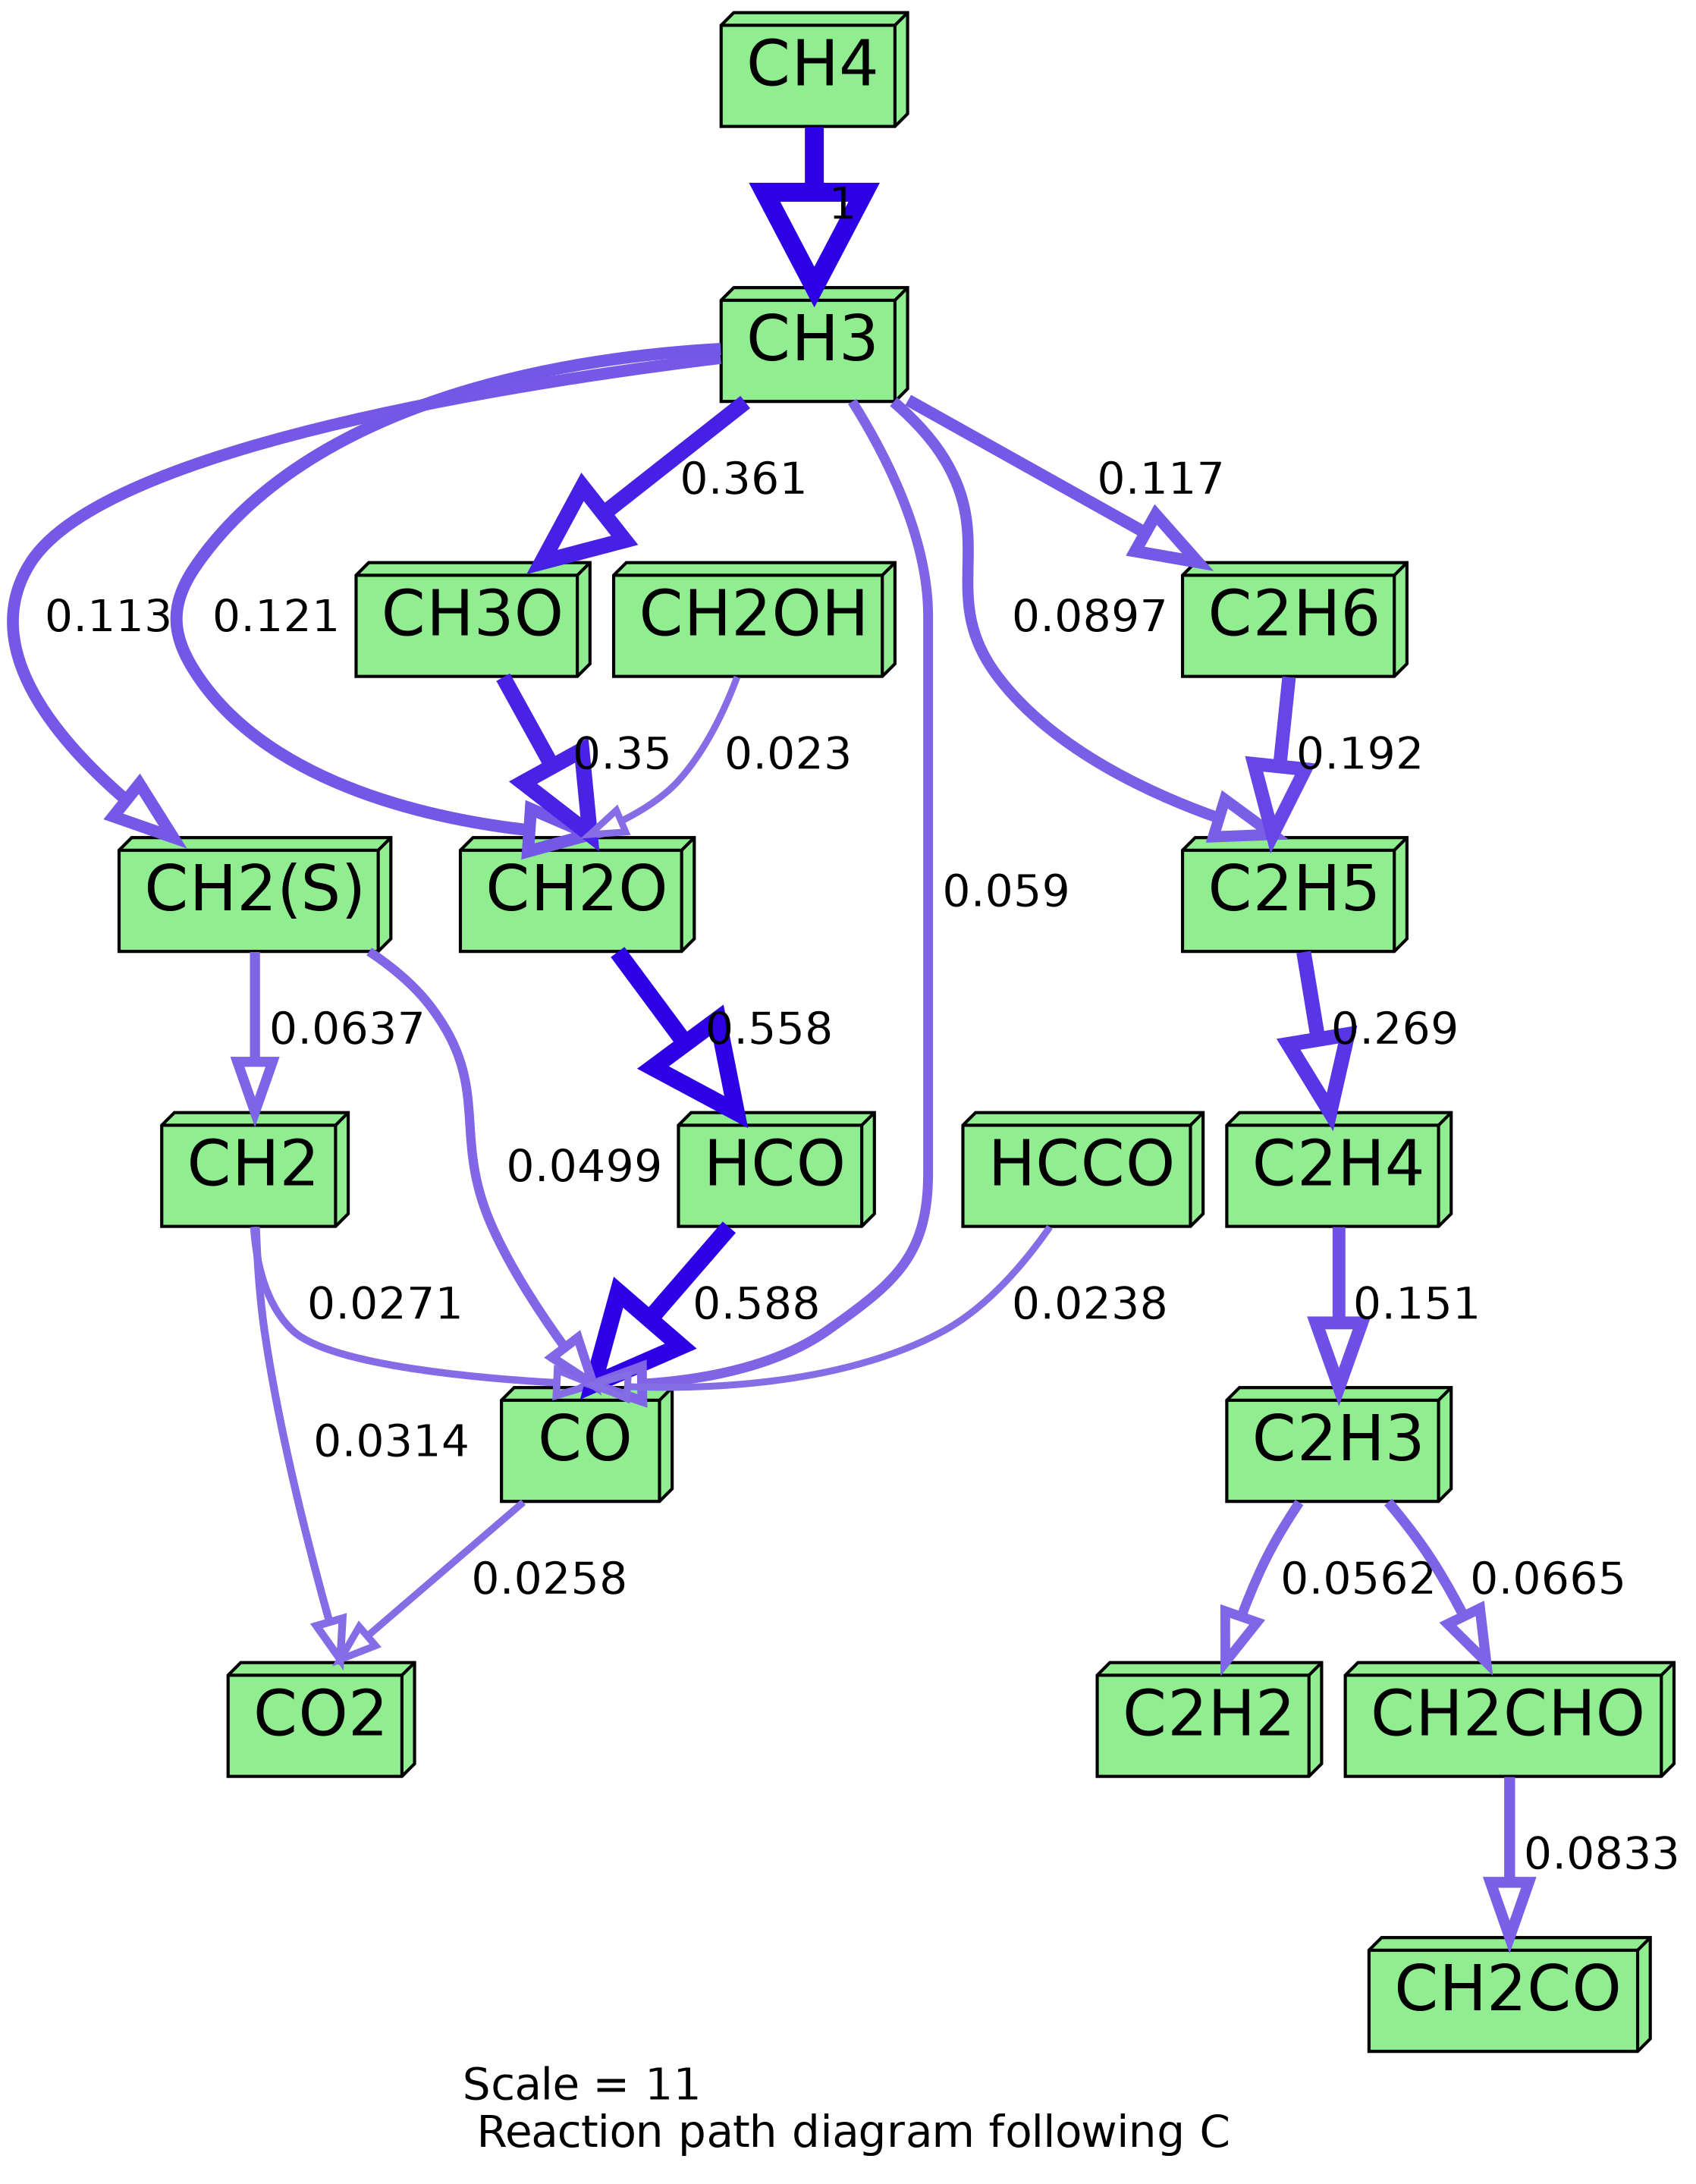 CH4
1
CH3
0.361
0.117
0.113
0.121
CH3O
CH2OH
0.0897
C2H6
0.35
0.023
0.192
CH2(S)
CH2O
0.059
C2H5
0.0637
0.558
0.269
CH2
0.0499
HCO
HCCO
C2H4
0.0271
0.588
0.0238
0.151
0.0314
CO
C2H3
0.0258
0.0562
0.0665
CO2
C2H2
CH2CHO
0.0833
CH2CO
Scale = 11
Reaction path diagram following C